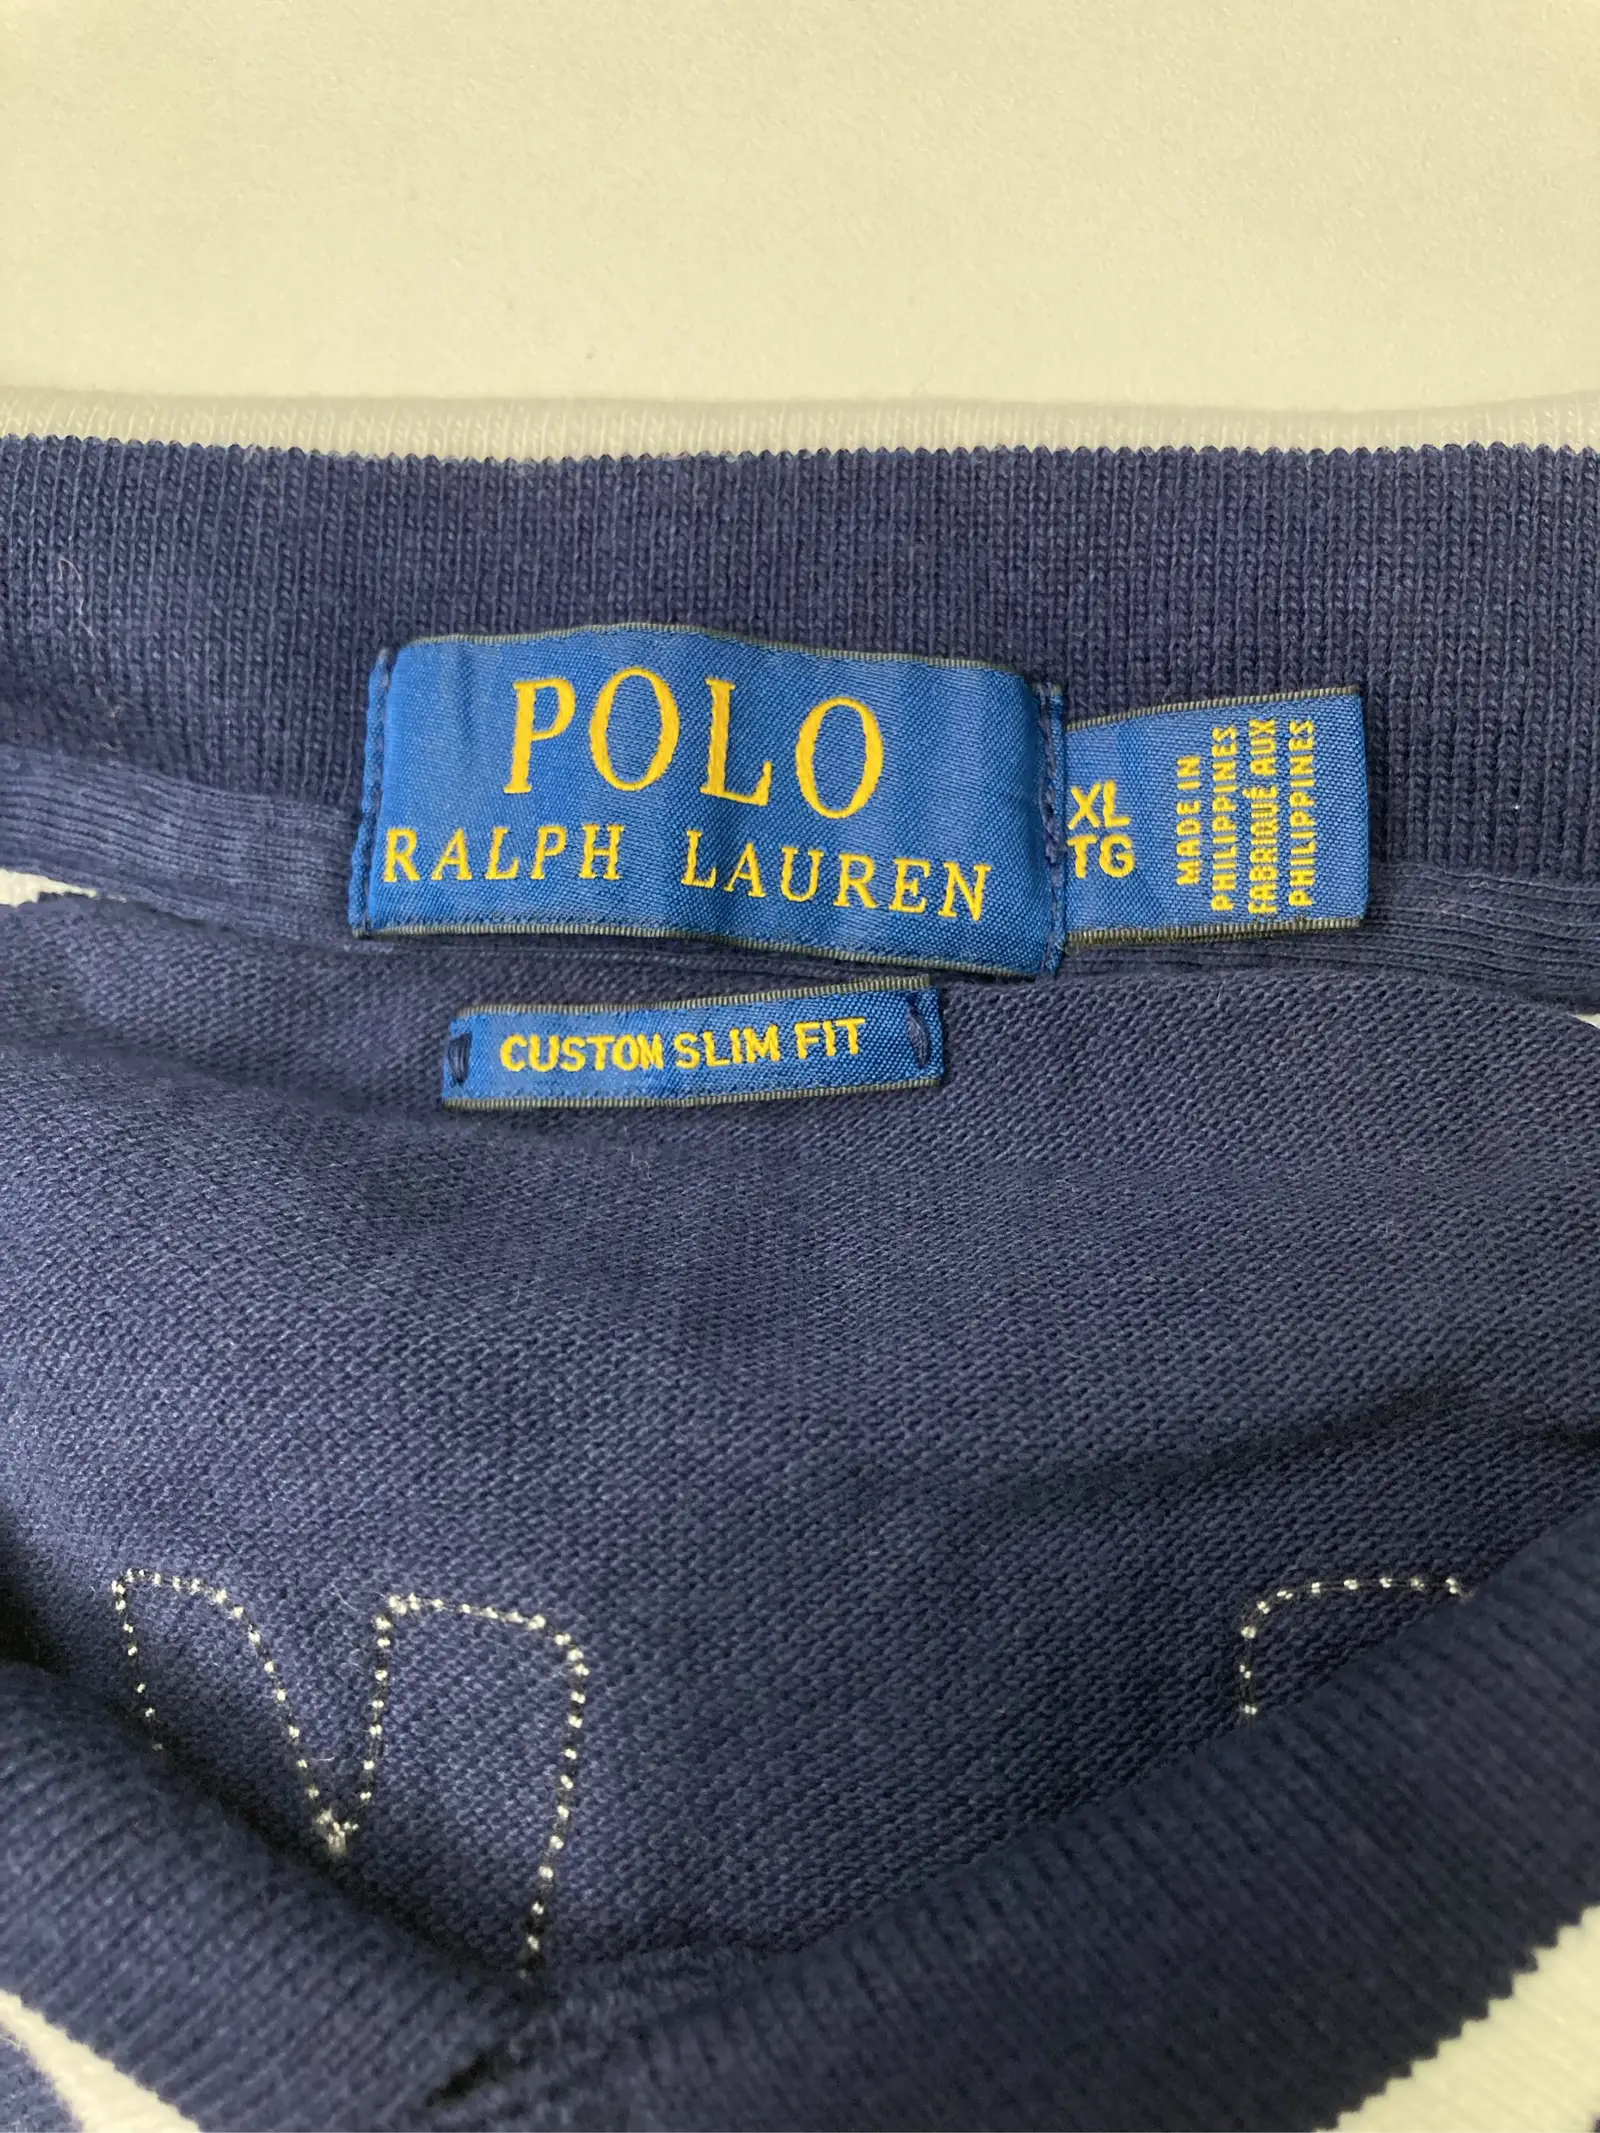 POLO
RALPH LAUREN
XL
TG
MADE IN
PHILIPPINES
FABRIQUÉ AUX
PHILIPPINES
CUSTOM SLIM FIT